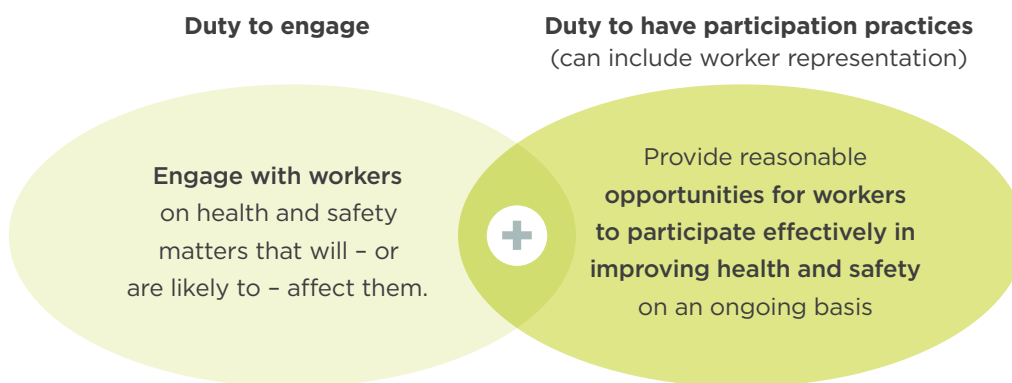 Duty to engage
Duty to have participation practices
(can include worker representation)
Engage with workers
on health and safety
matters that will – or
are likely to – affect them.
Provide reasonable
opportunities for workers
to participate effectively in
improving health and safety
on an ongoing basis